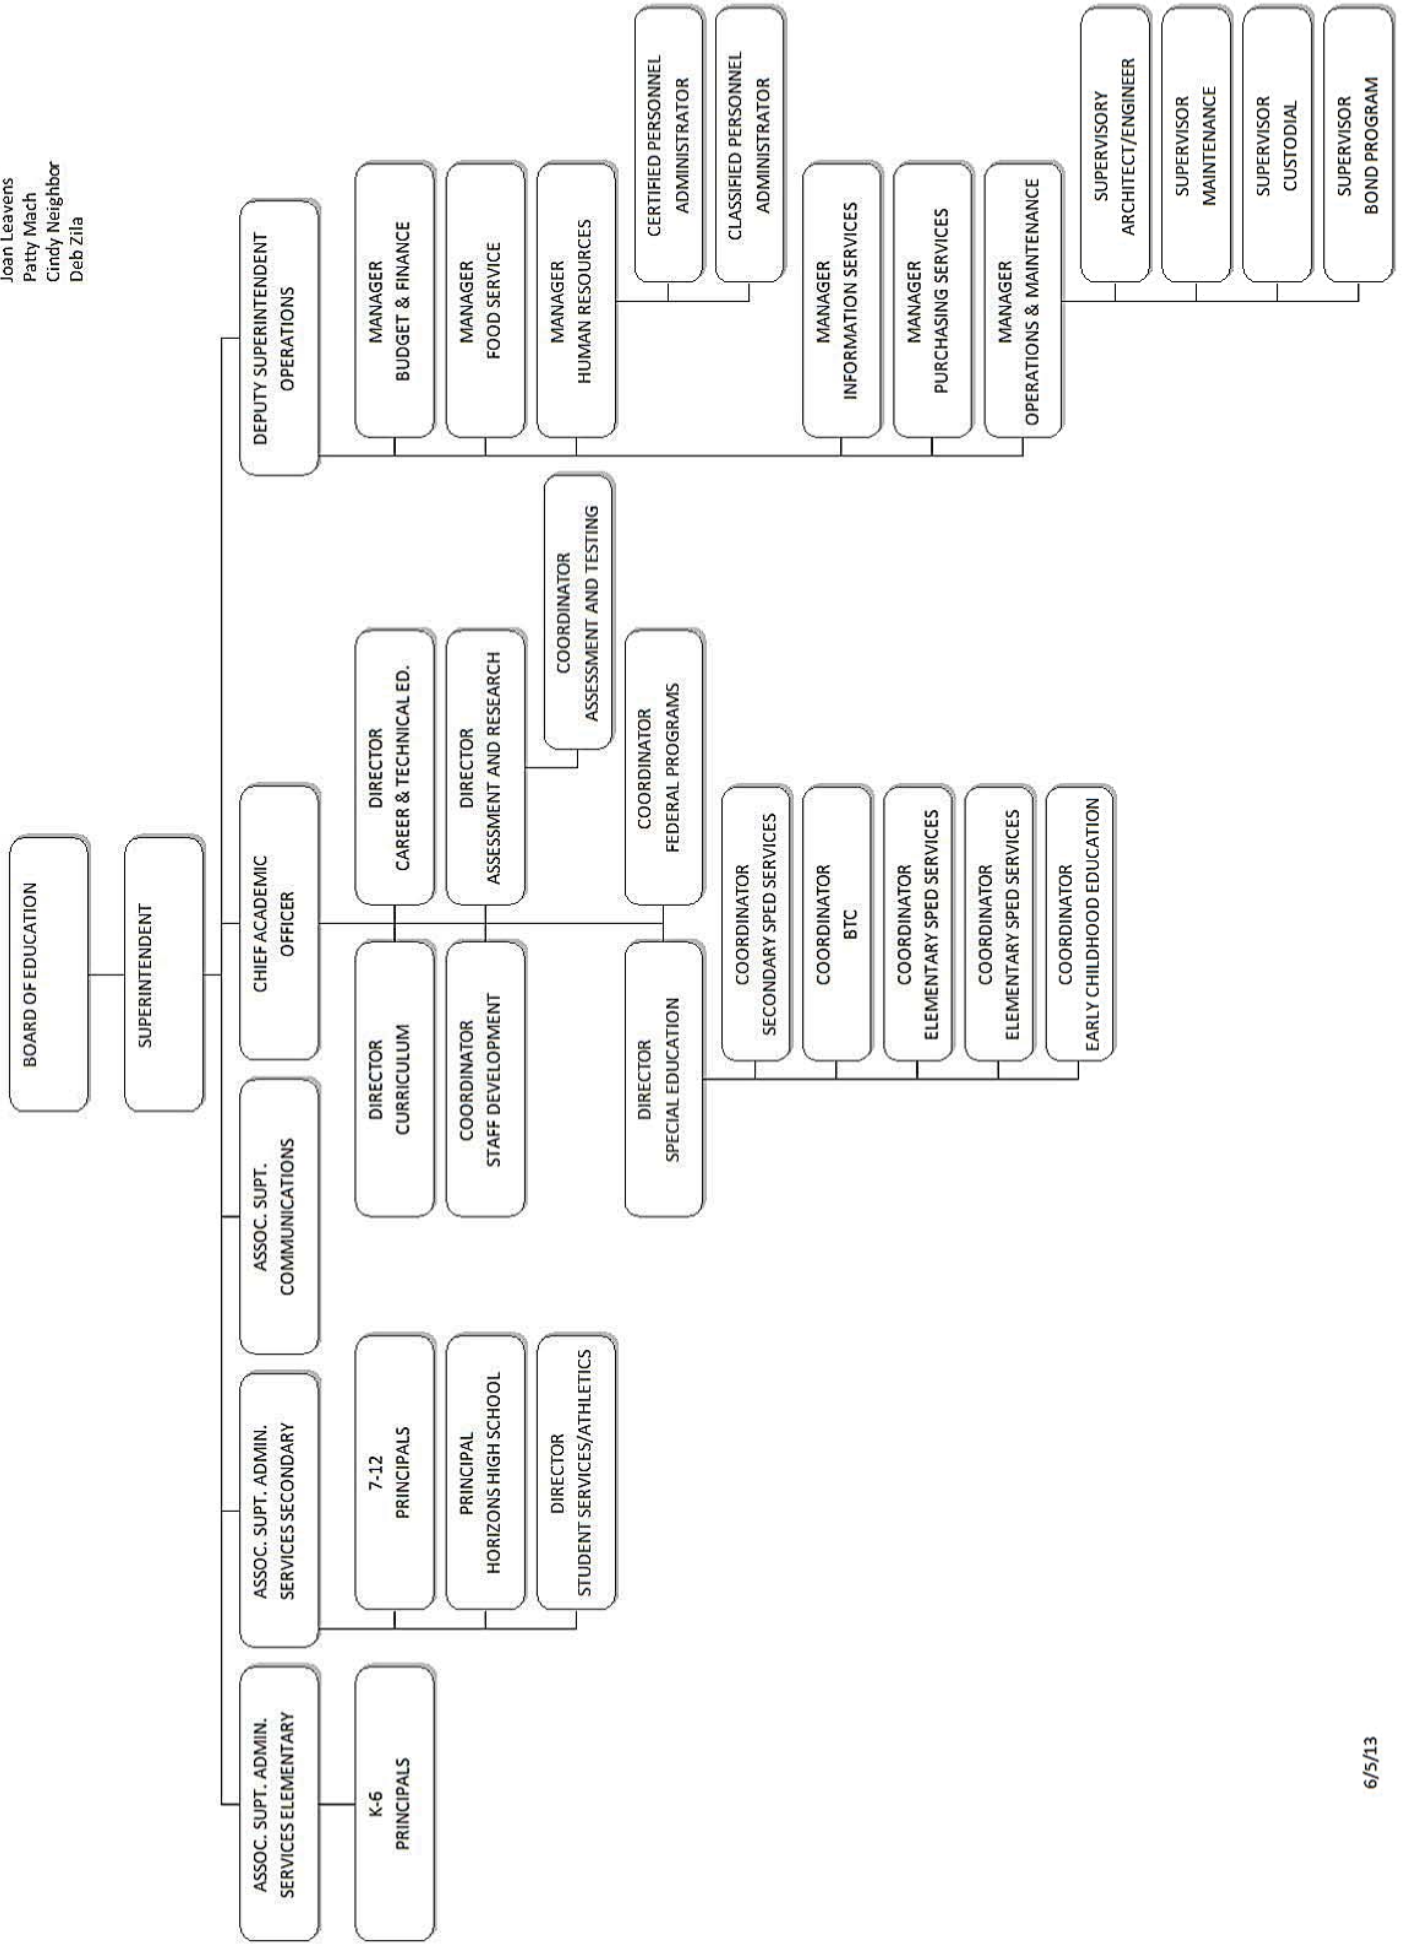 Joan Leavens
Patty Mach
Cindy Neighbor
Deb Zila
BOARD OF EDUCATION
SUPERINTENDENT
ASSOC. SUPT. ADMIN.
SERVICES ELEMENTARY
ASSOC. SUPT. ADMIN.
SERVICES SECONDARY
ASSOC. SUPT.
COMMUNICATIONS
CHIEF ACADEMIC
OFFICER
DEPUTY SUPERINTENDENT
OPERATIONS
K-6
PRINCIPALS
7-12
PRINCIPALS
PRINCIPAL
HORIZONS HIGH SCHOOL
DIRECTOR
STUDENT SERVICES/ATHLETICS
DIRECTOR
CURRICULUM
DIRECTOR
CAREER & TECHNICAL ED.
COORDINATOR
STAFF DEVELOPMENT
DIRECTOR
ASSESSMENT AND RESEARCH
COORDINATOR
ASSESSMENT AND TESTING
DIRECTOR
SPECIAL EDUCATION
COORDINATOR
FEDERAL PROGRAMS
COORDINATOR
SECONDARY SPED SERVICES
COORDINATOR
BTC
COORDINATOR
ELEMENTARY SPED SERVICES
COORDINATOR
ELEMENTARY SPED SERVICES
COORDINATOR
EARLY CHILDHOOD EDUCATION
MANAGER
BUDGET & FINANCE
MANAGER
FOOD SERVICE
MANAGER
HUMAN RESOURCES
CERTIFIED PERSONNEL
ADMINISTRATOR
CLASSIFIED PERSONNEL
ADMINISTRATOR
MANAGER
INFORMATION SERVICES
MANAGER
PURCHASING SERVICES
MANAGER
OPERATIONS & MAINTENANCE
SUPERVISORY
ARCHITECT/ENGINEER
SUPERVISOR
MAINTENANCE
SUPERVISOR
CUSTODIAL
SUPERVISOR
BOND PROGRAM
6/5/13